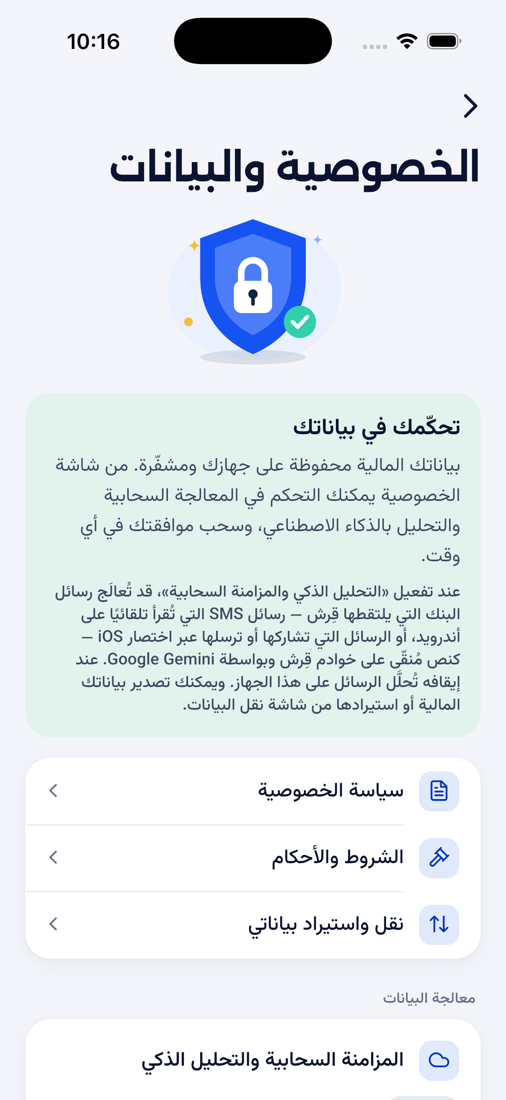 10:16
الخصوصية والبيانات
تحكّمك في بياناتك
بياناتك المالية محفوظة على جهازك ومشفّرة. من شاشة
الخصوصية يمكنك التحكم في المعالجة السحابية
والتحليل بالذكاء الاصطناعي، وسحب موافقتك في أي
وقت.
عند تفعيل «التحليل الذكي والمزامنة السحابية»، قد تُعالَج رسائل
البنك التي يلتقطها قِرش — رسائل SMS التي تُقرأ تلقائيًا على
أندرويد، أو الرسائل التي تشاركها أو ترسلها عبر اختصار iOS —
كنص مُنقّى على خوادم قِرش وبواسطة Google Gemini. عند
إيقافه تُحلَّل الرسائل على هذا الجهاز. ويمكنك تصدير بياناتك
المالية أو استيرادها من شاشة نقل البيانات.
سياسة الخصوصية
الشروط والأحكام
نقل واستيراد بياناتي
معالجة البيانات
المزامنة السحابية والتحليل الذكي